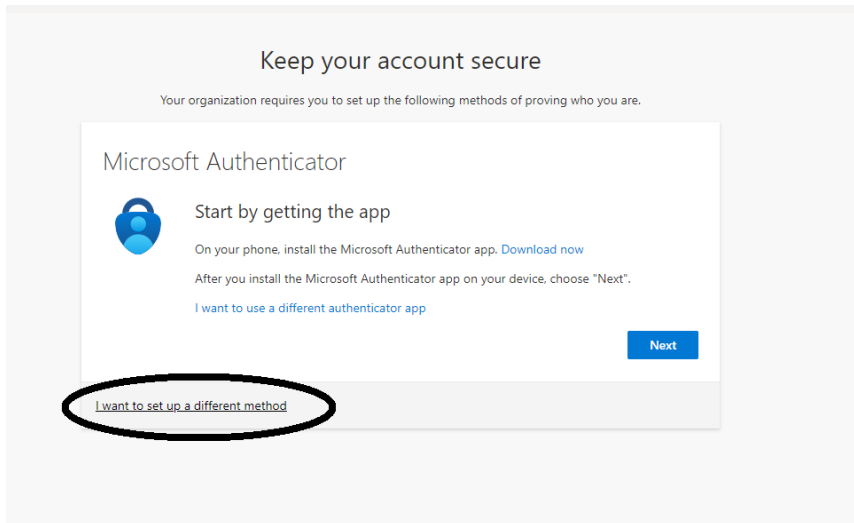 Keep your account secure
Your organization requires you to set up the following methods of proving who you are.
Microsoft Authenticator
Start by getting the app
On your phone, install the Microsoft Authenticator app. Download now
After you install the Microsoft Authenticator app on your device, choose "Next".
I want to use a different authenticator app
Next
I want to set up a different method